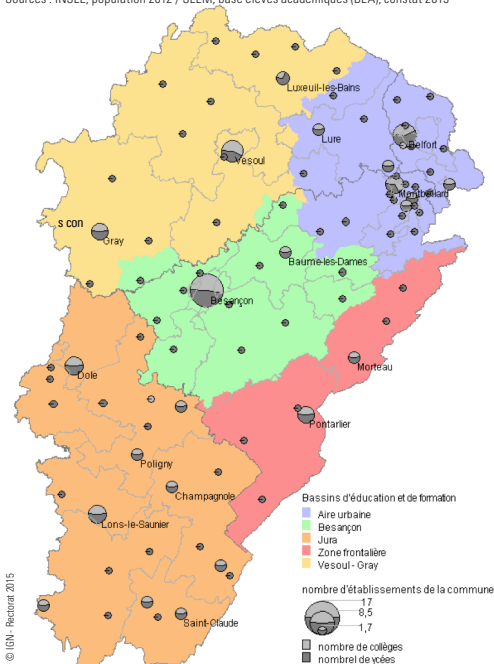 Sources : INSEE, population 2012 / SLLM, base élèves académiques (BEA), constat 2015
Luxeuil-les-Bains
Lure
Belfort
Vesoul
Montbéliard
s con
Gray
Baume-les-Dames
Besançon
Morteau
Dole
Pontarlier
Poligny
Champagnole
Lons-le-Saunier
Saint-Claude
Bassins d'éducation et de formation
Aire urbaine
Besançon
Jura
Zone frontalière
Vesoul - Gray
nombre d'établissements de la commune
17
8,5
1,7
nombre de collèges
nombrel de ycées
© IGN - Rectorat 2015